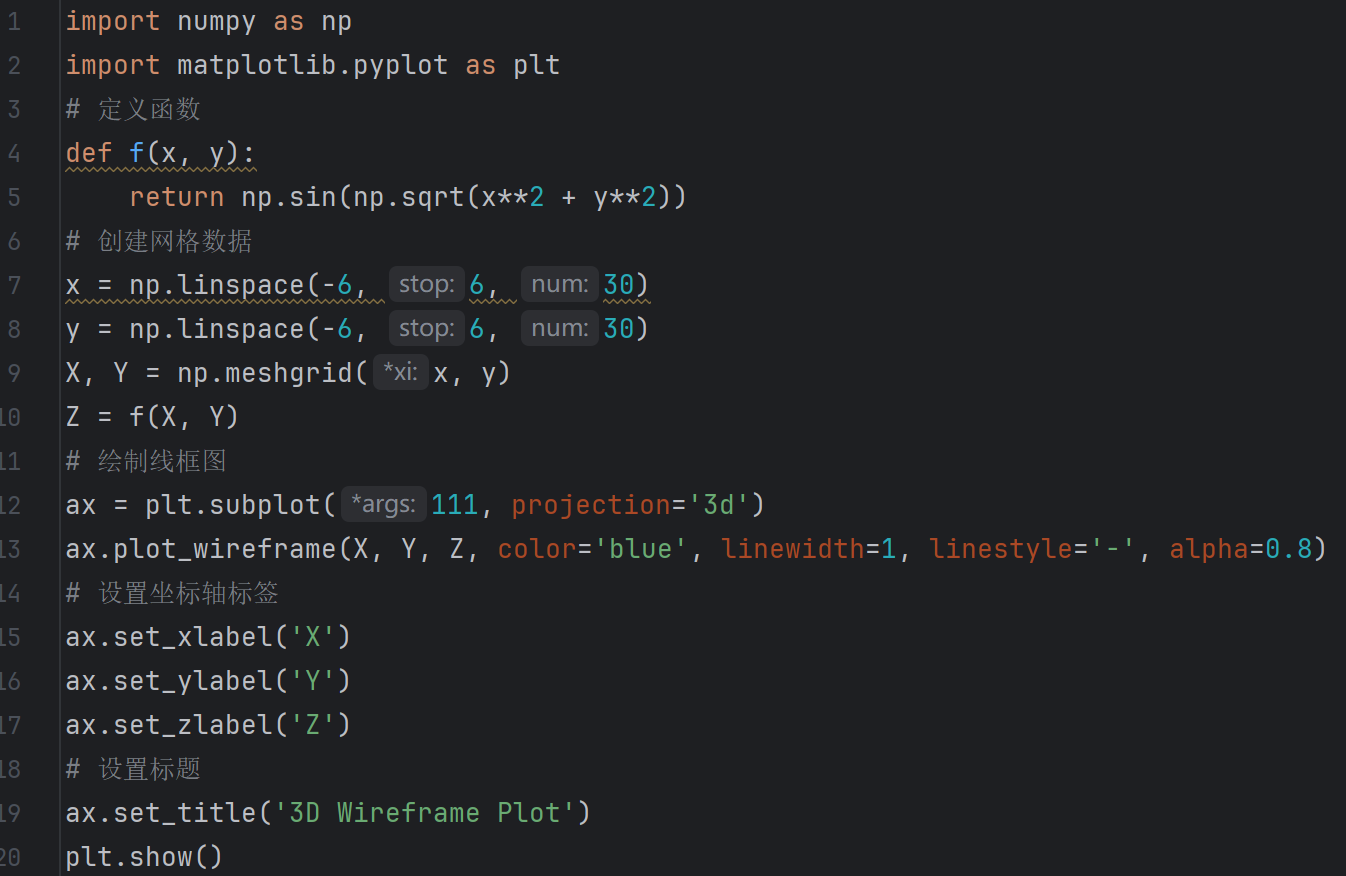 1 import numpy as np
2 import matplotlib.pyplot as plt
3 # 定义函数
4 def f(x, y):
5     return np.sin(np.sqrt(x**2 + y**2))
6 # 创建网格数据
7 x = np.linspace(-6, stop: 6, num: 30)
8 y = np.linspace(-6, stop: 6, num: 30)
9 X, Y = np.meshgrid( *xi: x, y)
10 Z = f(X, Y)
11 # 绘制线框图
12 ax = plt.subplot( *args: 111, projection='3d')
13 ax.plot_wireframe(X, Y, Z, color='blue', linewidth=1, linestyle='-', alpha=0.8)
14 # 设置坐标轴标签
15 ax.set_xlabel('X')
16 ax.set_ylabel('Y')
17 ax.set_zlabel('Z')
18 # 设置标题
19 ax.set_title('3D Wireframe Plot')
20 plt.show()